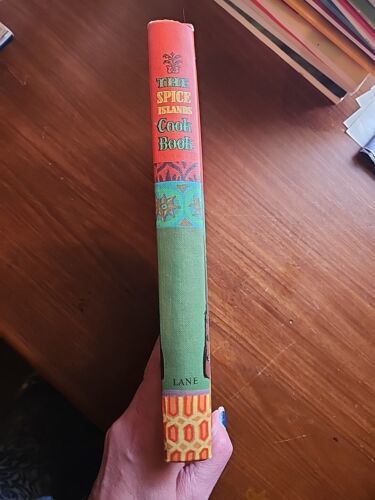 THE
SPICE
ISLANDS
Cook
Book
LANE